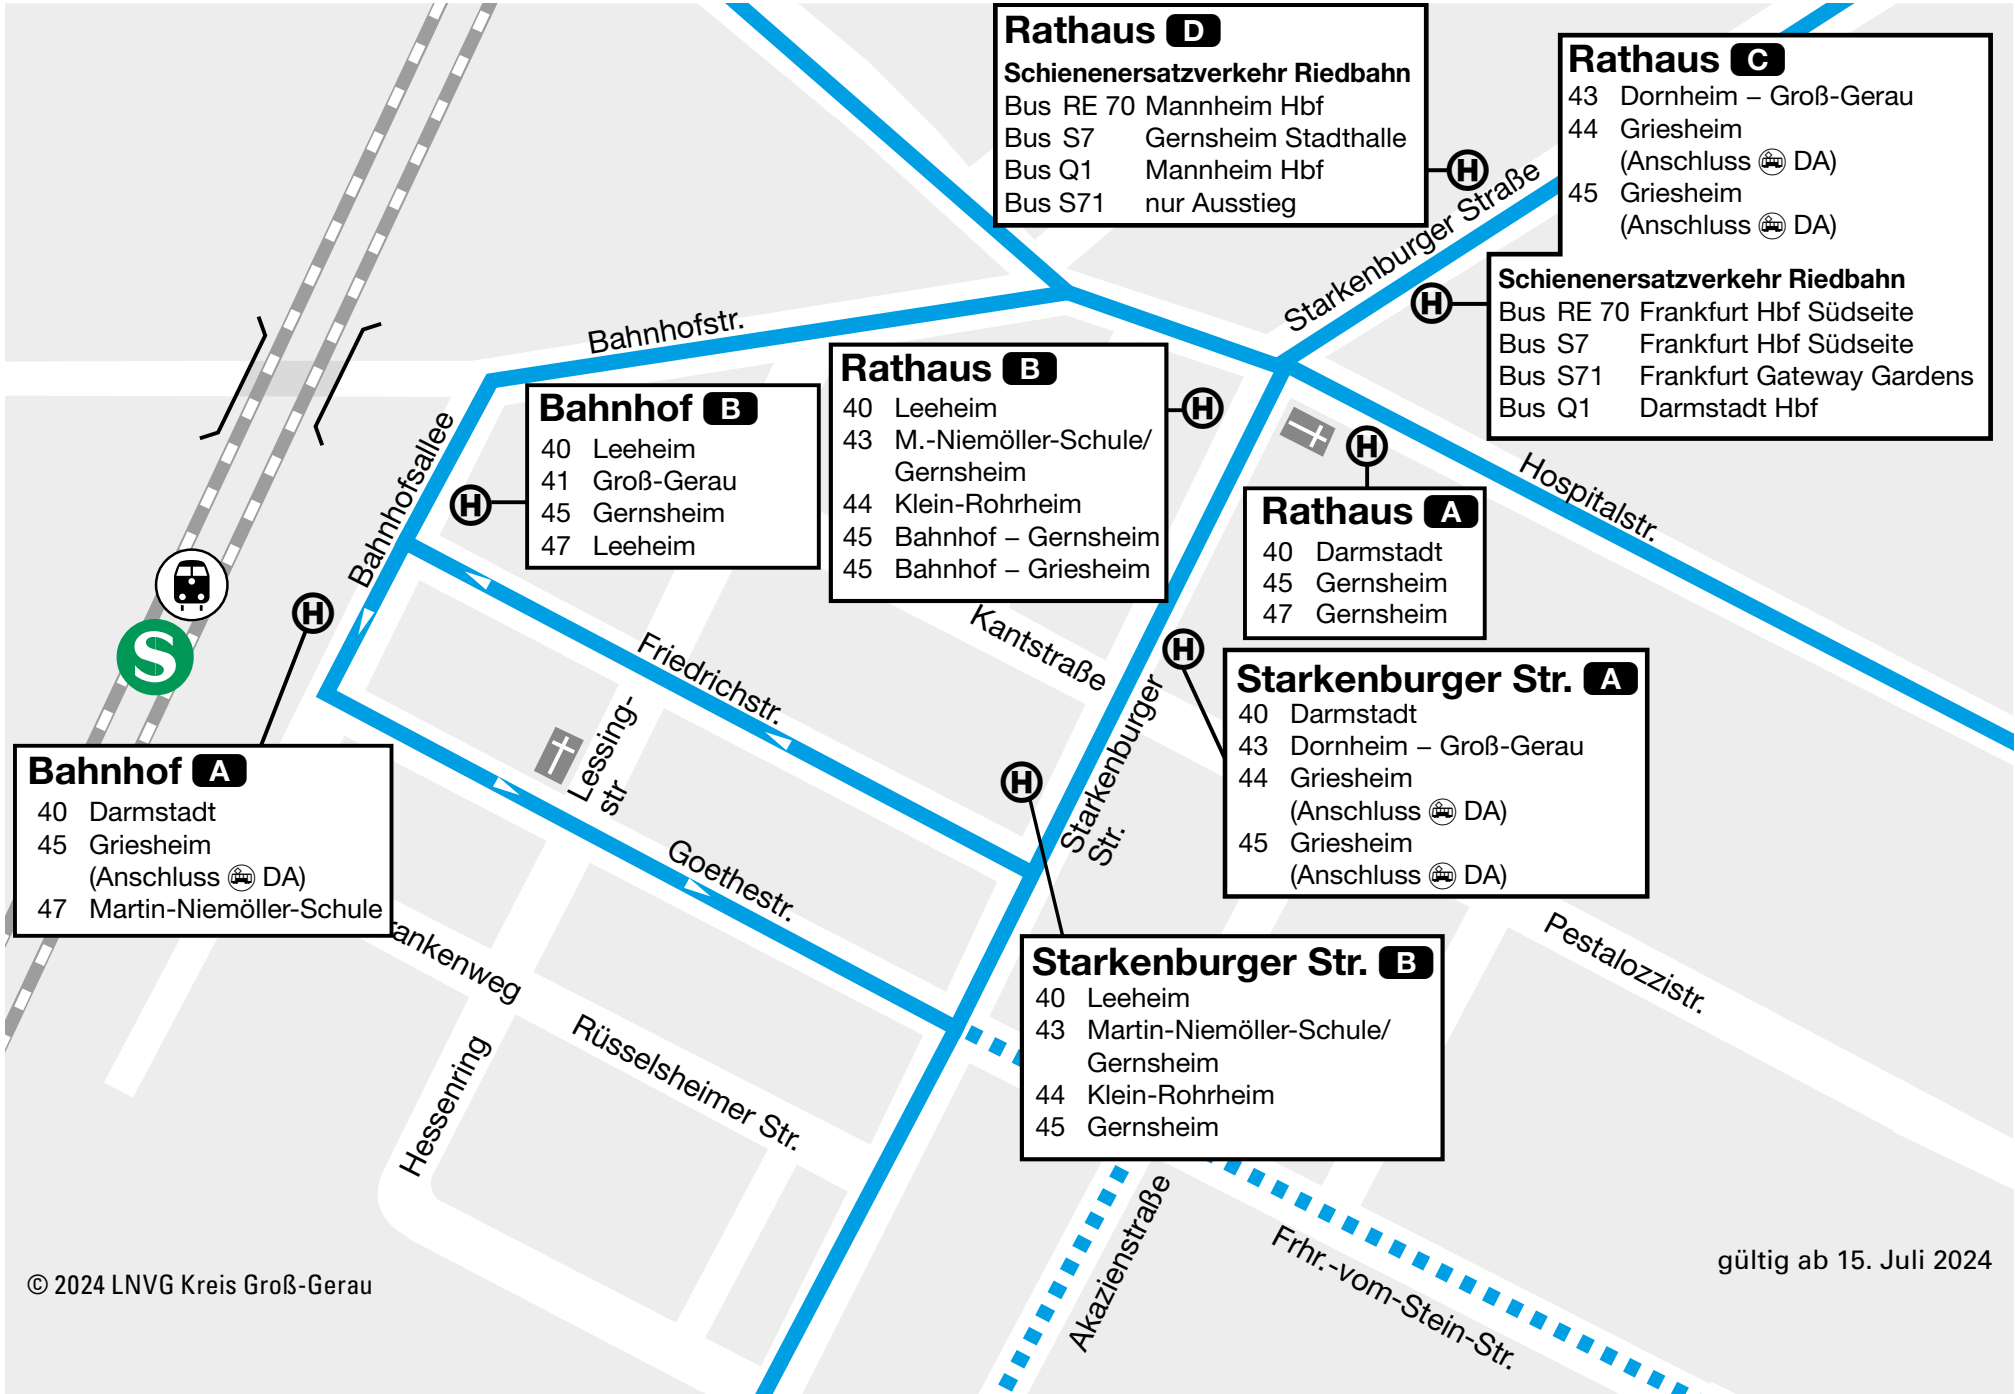 Rathaus D
Schienenersatzverkehr Riedbahn
Bus RE 70 Mannheim Hbf
Bus S7 Gernsheim Stadthalle
Bus Q1 Mannheim Hbf
Bus S71 nur Ausstieg
H
Rathaus C
43 Dornheim – Groß-Gerau
44 Griesheim
(Anschluss DA)
45 Griesheim
(Anschluss DA)
Schienenersatzverkehr Riedbahn
Bus RE 70 Frankfurt Hbf Südseite
Bus S7 Frankfurt Hbf Südseite
Bus S71 Frankfurt Gateway Gardens
Bus Q1 Darmstadt Hbf
H
Starkenburger Straße
Bahnhofstr.
Bahnhofsallee
Bahnhof B
40 Leeheim
41 Groß-Gerau
45 Gernsheim
47 Leeheim
H
Rathaus B
40 Leeheim
43 M.-Niemöller-Schule/
Gernsheim
44 Klein-Rohrheim
45 Bahnhof – Gernsheim
45 Bahnhof – Griesheim
H
Hospitalstr.
H
Rathaus A
40 Darmstadt
45 Gernsheim
47 Gernsheim
S
H
Kantstraße
Friedrichstr.
Lessing-
str
Starkenburger
Str.
H
Starkenburger Str. A
40 Darmstadt
43 Dornheim – Groß-Gerau
44 Griesheim
(Anschluss DA)
45 Griesheim
(Anschluss DA)
Bahnhof A
40 Darmstadt
45 Griesheim
(Anschluss DA)
47 Martin-Niemöller-Schule
H
Goethestr.
rankenweg
Pestalozzistr.
Starkenburger Str. B
40 Leeheim
43 Martin-Niemöller-Schule/
Gernsheim
44 Klein-Rohrheim
45 Gernsheim
Rüsselsheimer Str.
Hessenring
Akazienstraße
Frhr.-vom-Stein-Str.
gültig ab 15. Juli 2024
© 2024 LNVG Kreis Groß-Gerau